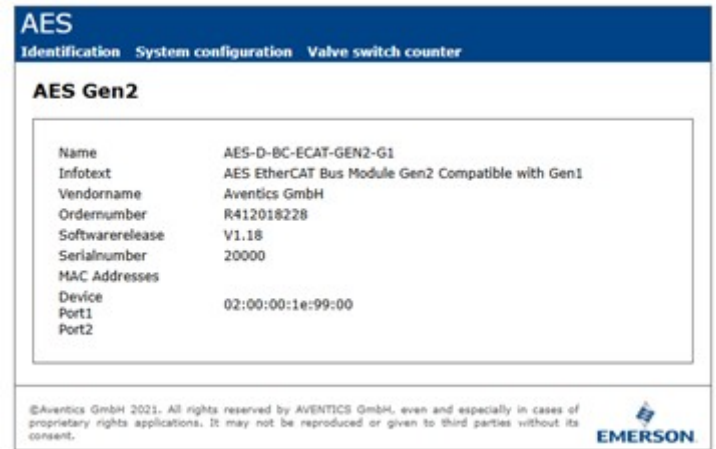 AES
Identification System configuration Valve switch counter
AES Gen2
Name AES-D-BC-ECAT-GEN2-G1
Infotext AES EtherCAT Bus Module Gen2 Compatible with Gen1
Vendorname Aventics GmbH
Ordernumber R412018228
Softwarerelease V1.18
Serialnumber 20000
MAC Addresses
Device
Port1 02:00:00:1e:99:00
Port2
©Aventics GmbH 2021. All rights reserved by AVENTICS GmbH, even and especially in cases of
proprietary rights applications. It may not be reproduced or given to third parties without its
consent.
EMERSON